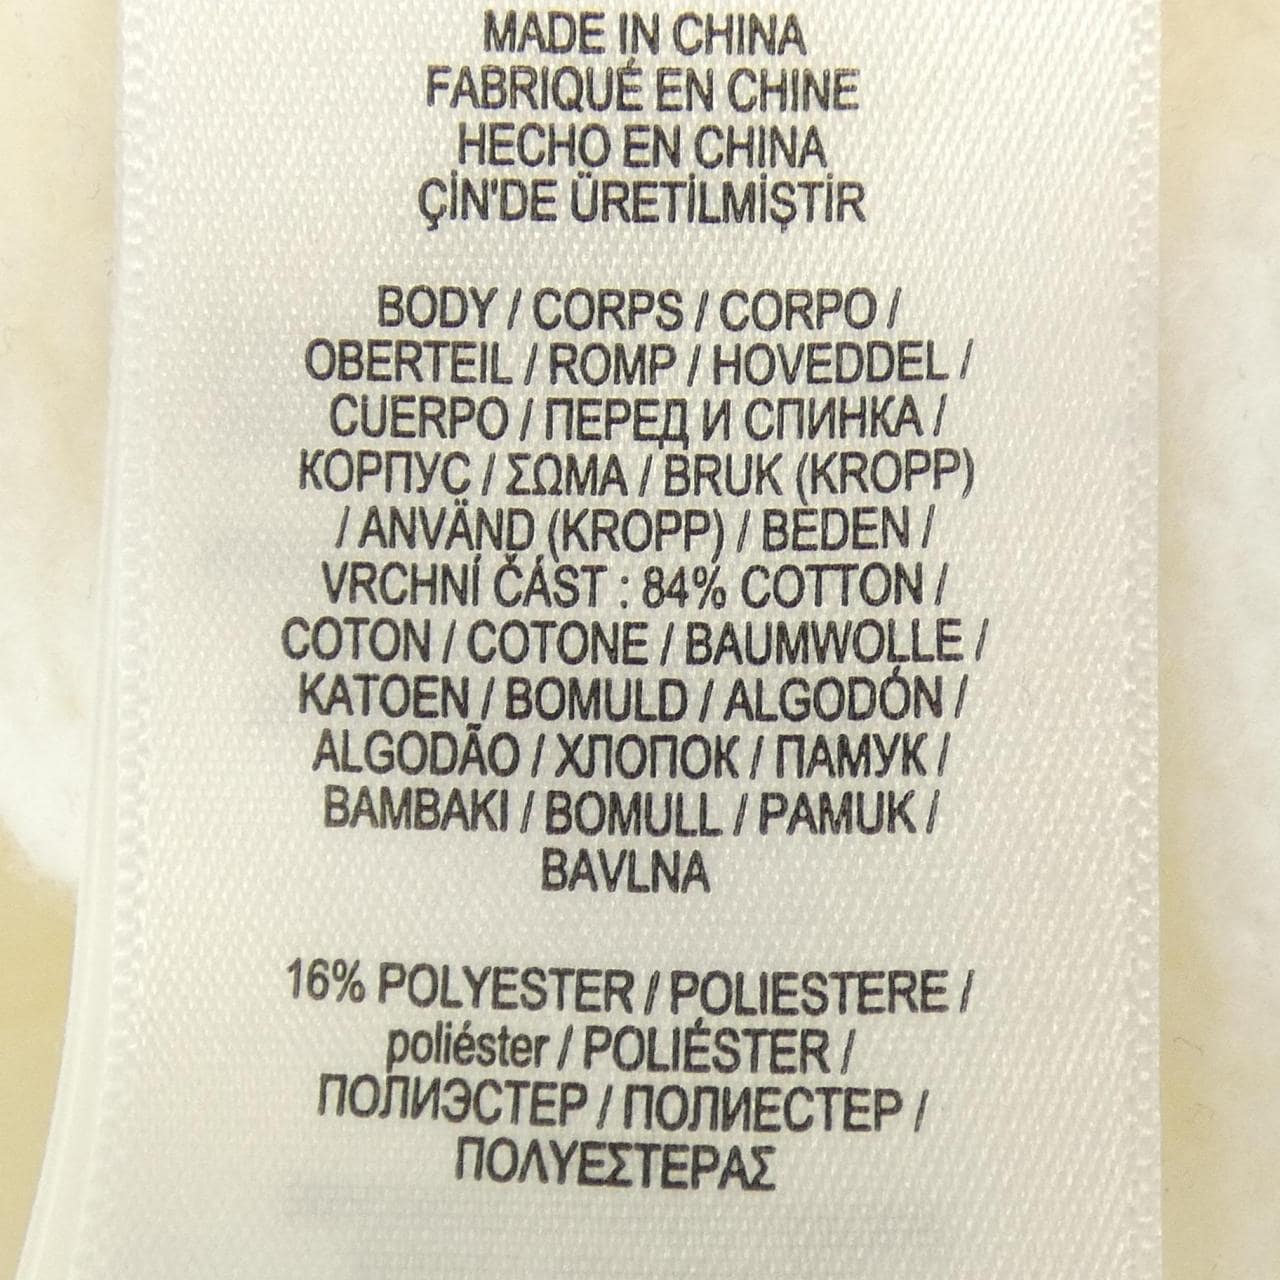 MADE IN CHINA
FABRIQUÉ EN CHINE
HECHO EN CHINA
ÇİN'DE ÜRETİLMİŞTİR
BODY / CORPS / CORPO /
OBERTEIL / ROMP / HOVEDDEL /
CUERPO / ПЕРЕД И СПИНКА /
КОРПУС / ΣΩΜΑ / BRUK (KROPP)
/ ANVÄND (KROPP) / BEDEN /
VRCHNÍ ČÁST : 84% COTTON /
COTON / COTONE / BAUMWOLLE /
KATOEN / BOMULD / ALGODÓN /
ALGODÃO / ХЛОПОК / ПАМУК /
BAMBAKI / BOMULL / PAMUK /
BAVLNA
16% POLYESTER / POLIESTERE /
poliéster / POLIÉSTER /
ПОЛИЭСТЕР / ПОЛИЕСТЕР /
ΠΟΛΥΕΣΤΕΡΑΣ